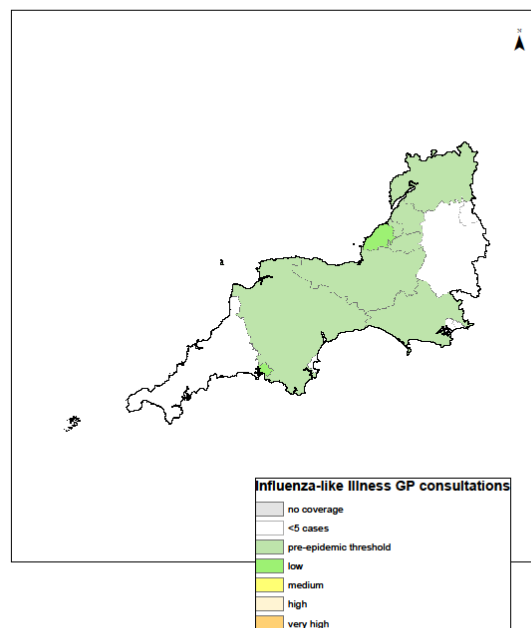 N
Influenza-like Illness GP consultations
no coverage
<5 cases
pre-epidemic threshold
low
medium
high
very high